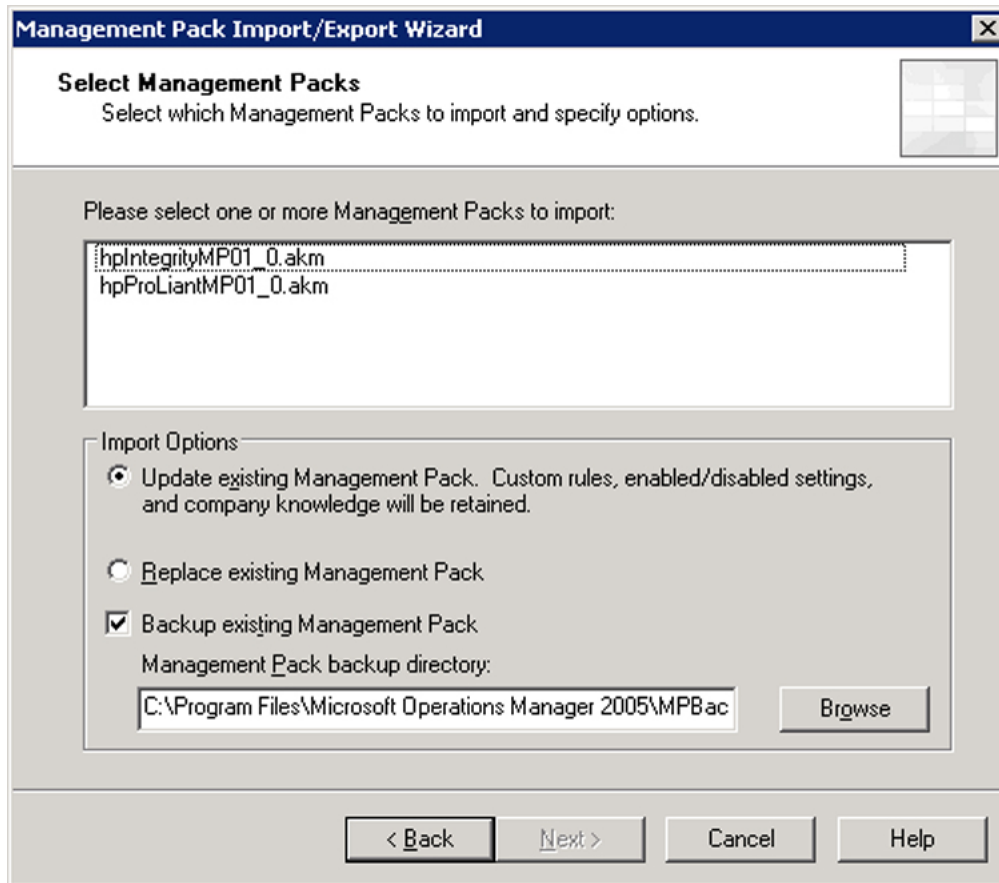 Management Pack Import/Export Wizard
Select Management Packs
Select which Management Packs to import and specify options.
Please select one or more Management Packs to import:
hpIntegrityMP01_0.akm
hpProLiantMP01_0.akm
Import Options
Update existing Management Pack. Custom rules, enabled/disabled settings,
and company knowledge will be retained.
Replace existing Management Pack
Backup existing Management Pack
Management Pack backup directory:
C:\Program Files\Microsoft Operations Manager 2005\MPBac
Browse
< Back
Next >
Cancel
Help